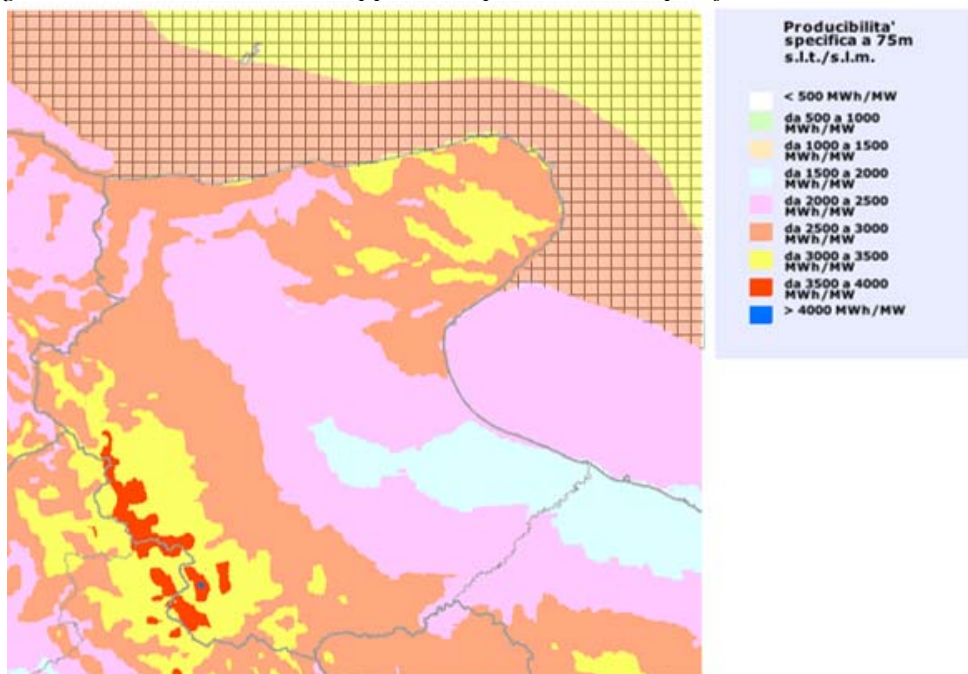 Producibilita'
specifica a 75m
s.l.t./s.l.m.
< 500 MWh/MW
da 500 a 1000
MWh/MW
da 1000 a 1500
MWh/MW
da 1500 a 2000
MWh/MW
da 2000 a 2500
MWh/MW
da 2500 a 3000
MWh/MW
da 3000 a 3500
MWh/MW
da 3500 a 4000
MWh/MW
> 4000 MWh/MW